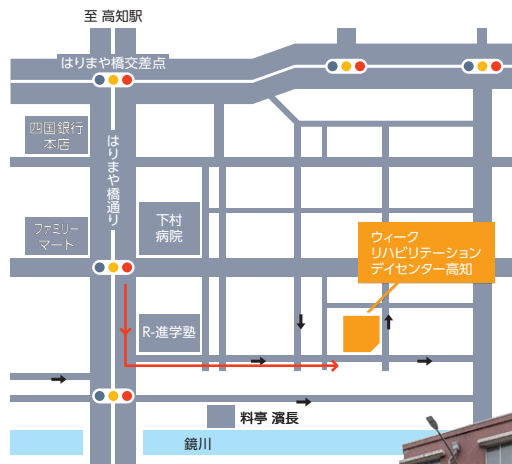 至 高知駅
はりまや橋交差点
四国銀行
本店
はりまや橋通り
ファミリー
マート
下村
病院
ウィーク
リハビリテーション
デイセンター高知
R-進学塾
料亭 濱長
鏡川